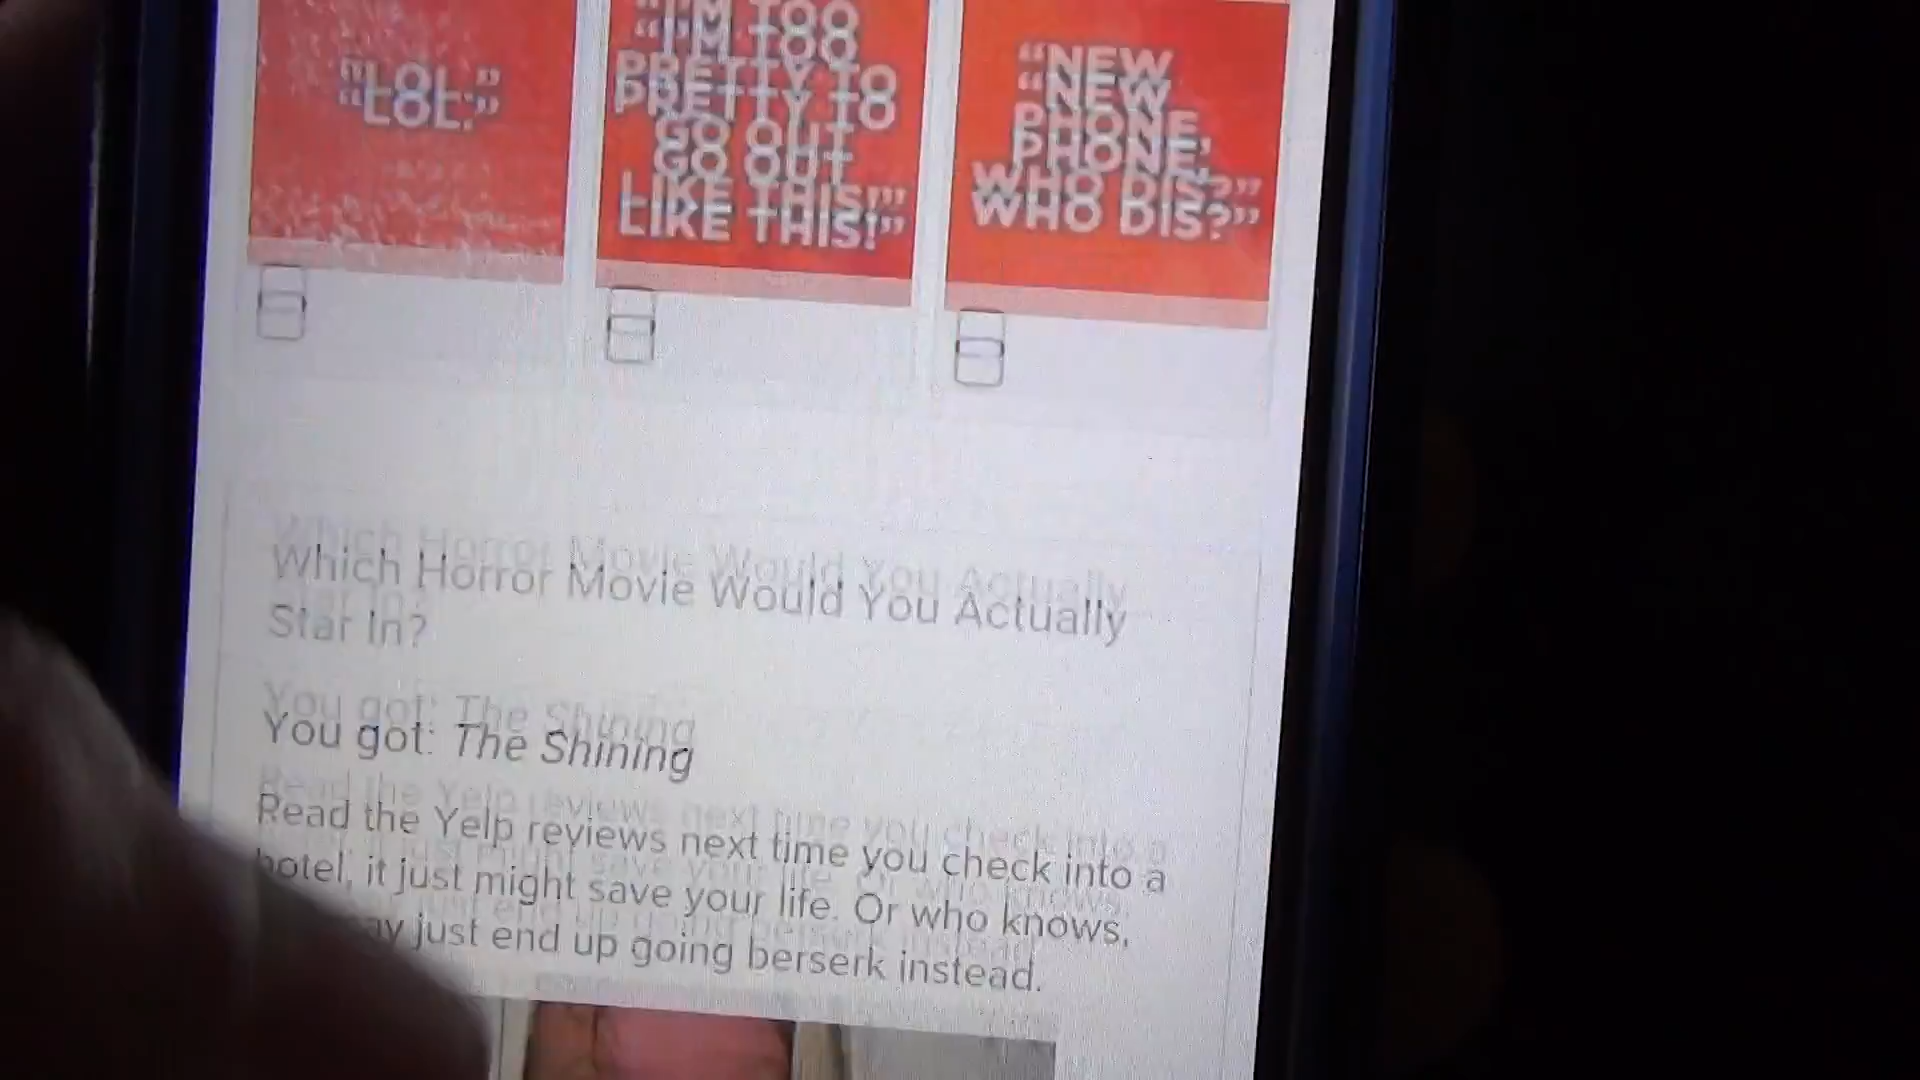 "LOL."
"I'M TOO
PRETTY TO
GO OUT
LIKE THIS!"
"NEW
PHONE,
WHO DIS?"
Which Horror Movie Would You Actually
Star In?
You got: The Shining
Read the Yelp reviews next time you check into a
hotel, it just might save your life. Or who knows,
just end up going berserk instead.